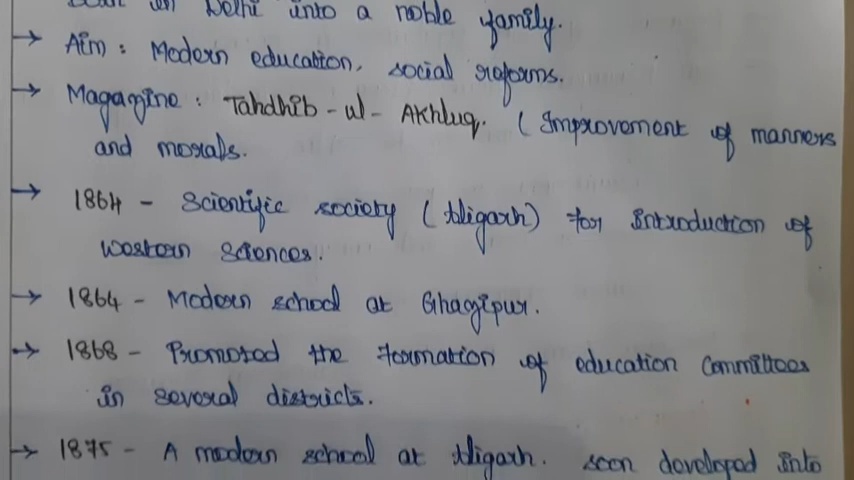 Born in Delhi into a noble family.
→ Aim : Modern education, social reforms.
→ Magazine : Tahdhib-ul-Akhluq. (Improvement of manners
and morals.
→ 1864 - Scientific society (Aligarh) for introduction of
western sciences.
→ 1864 - Modern school at Ghazipur.
→ 1868 - Promoted the formation of education committees
in several districts.
→ 1875 - A modern school at Aligarh. soon developed into